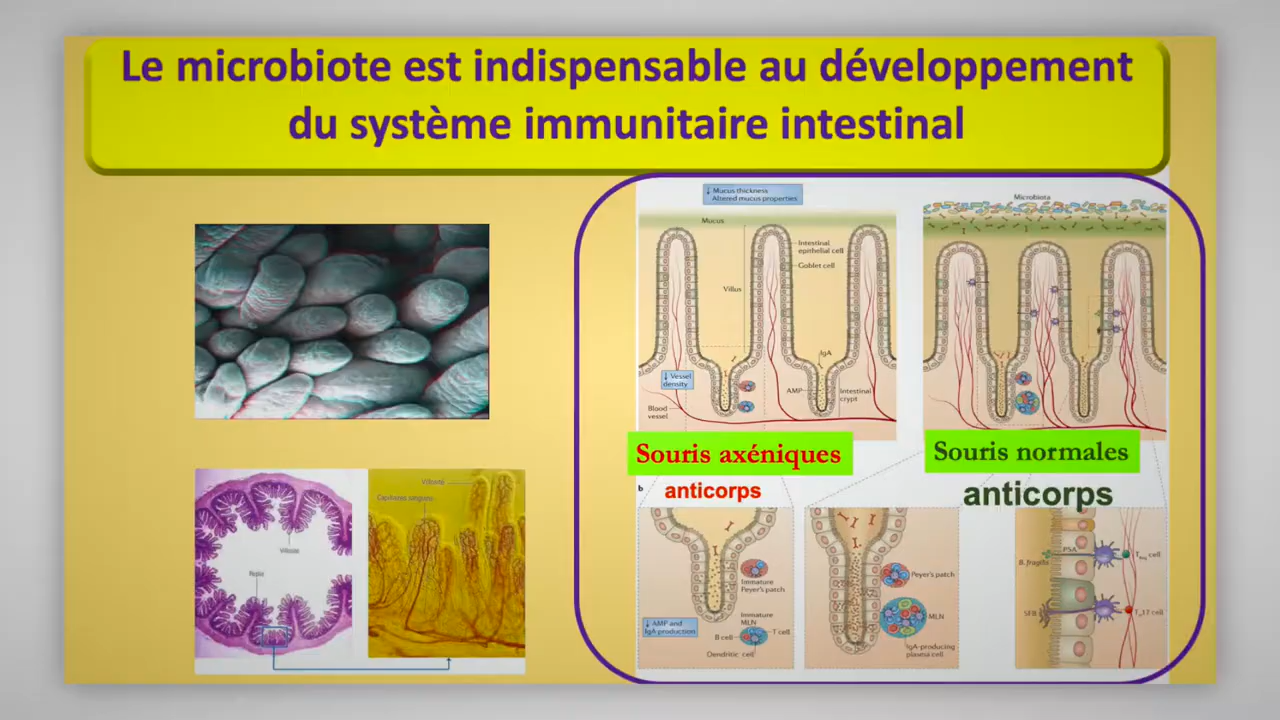 Le microbiote est indispensable au développement
du système immunitaire intestinal
↓ Mucus thickness
Altered mucus properties
Mucus
Intestinal
epithelial cell
Goblet cell
Villus
IgA
↓ Vessel
density
AMP
Intestinal
crypt
Blood
vessel
Microbiota
Souris axéniques
Souris normales
b
anticorps
anticorps
Immature
Peyer's patch
↓ AMP and
IgA production
Immature
MLN
B cell
T cell
Dendritic cell
Peyer's patch
MLN
IgA-producing
plasma cell
PSA
B. fragilis
Treg cell
SFB
TH17 cell
Villosité
Capillaires sanguins
Villosité
Replis